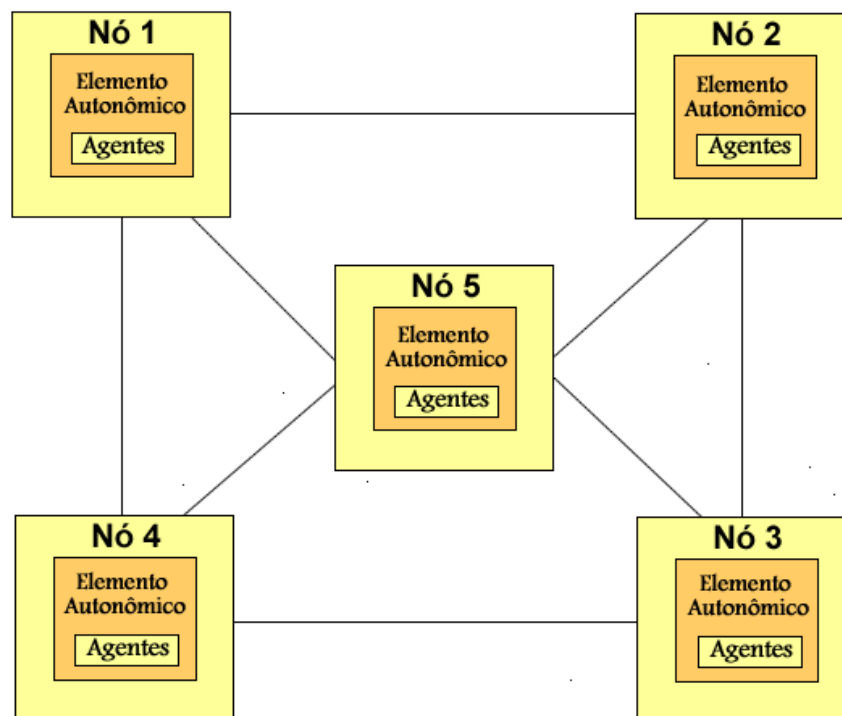 Nó 1
Elemento
Autonômico
Agentes
Nó 2
Elemento
Autonômico
Agentes
Nó 5
Elemento
Autonômico
Agentes
Nó 4
Elemento
Autonômico
Agentes
Nó 3
Elemento
Autonômico
Agentes